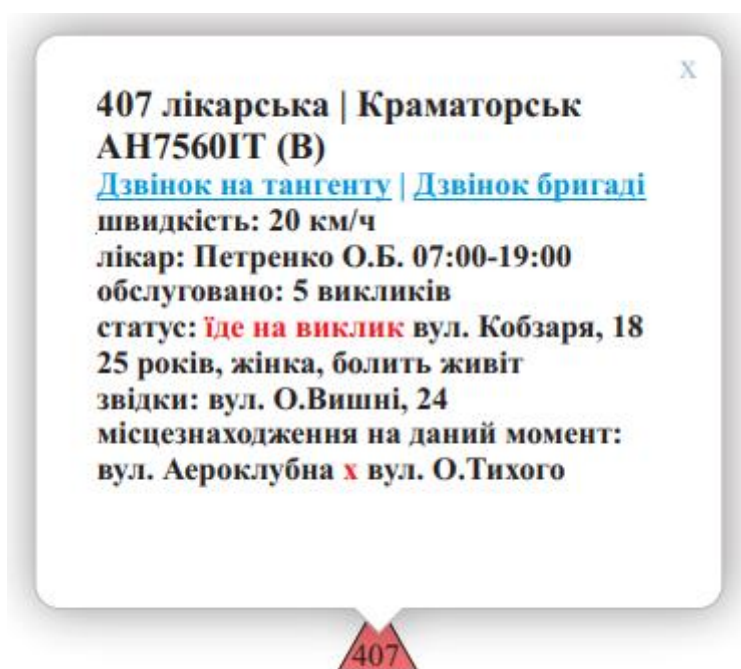 x
407 лікарська | Краматорськ
АН7560ІТ (В)
Дзвінок на тангенту | Дзвінок бригаді
швидкість: 20 км/ч
лікар: Петренко О.Б. 07:00-19:00
обслуговано: 5 викликів
статус: їде на виклик вул. Кобзаря, 18
25 років, жінка, болить живіт
звідки: вул. О.Вишні, 24
місцезнаходження на даний момент:
вул. Аероклубна х вул. О.Тихого
407